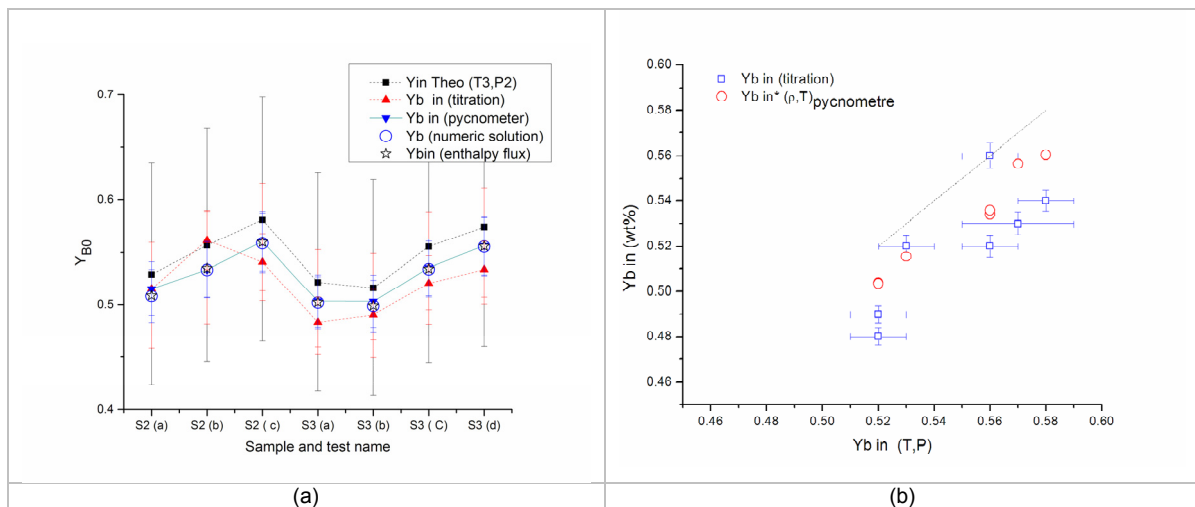 Yin Theo (T3,P2)
Yb in (titration)
Yb in (pycnometer)
Yb (numeric solution)
Ybin (enthalpy flux)
0.7
0.6
0.5
0.4
Y_B0
S2 (a)
S2 (b)
S2 ( c)
S3 (a)
S3 (b)
S3 ( C)
S3 (d)
Sample and test name
(a)
Yb in (titration)
Yb in* (ρ,T)pycnometre
0.60
0.58
0.56
0.54
0.52
0.50
0.48
0.46
Yb in (wt%)
0.46
0.48
0.50
0.52
0.54
0.56
0.58
0.60
Yb in (T,P)
(b)